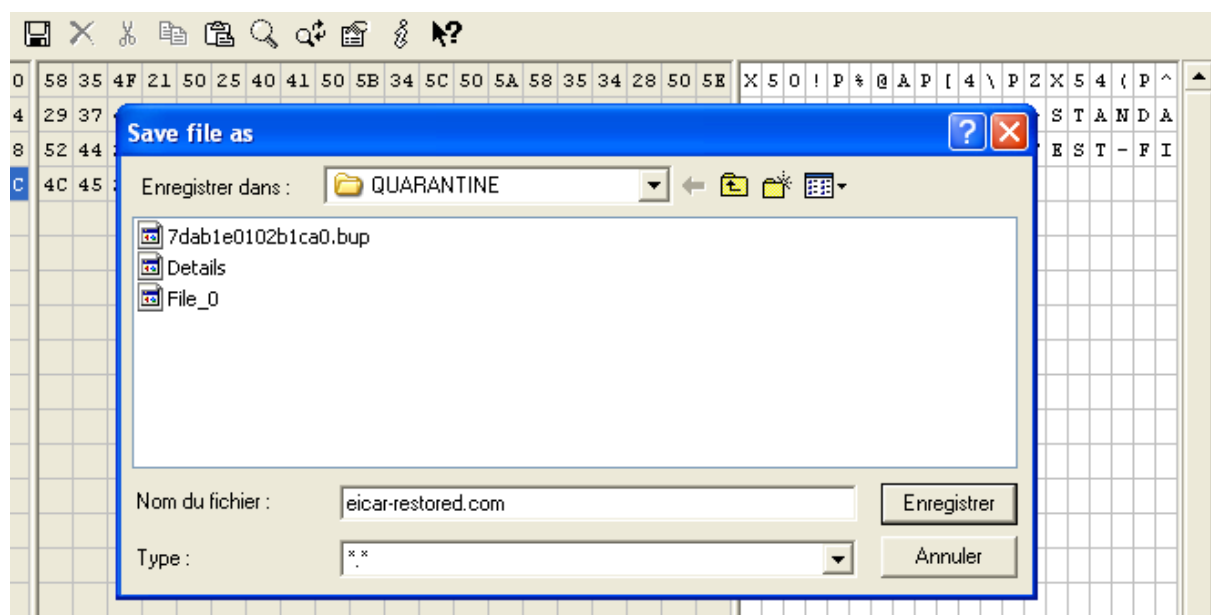 0 58 35 4F 21 50 25 40 41 50 5B 34 5C 50 5A 58 35 34 28 50 5E X 5 O ! P % @ A P [ 4 \ P Z X 5 4 ( P ^
4 29 37 S T A N D A
Save file as
8 52 44 E S T - F I
C 4C 45
Enregistrer dans : QUARANTINE
7dab1e0102b1ca0.bup
Details
File_0
Nom du fichier : eicar-restored.com Enregistrer
Type : *.* Annuler